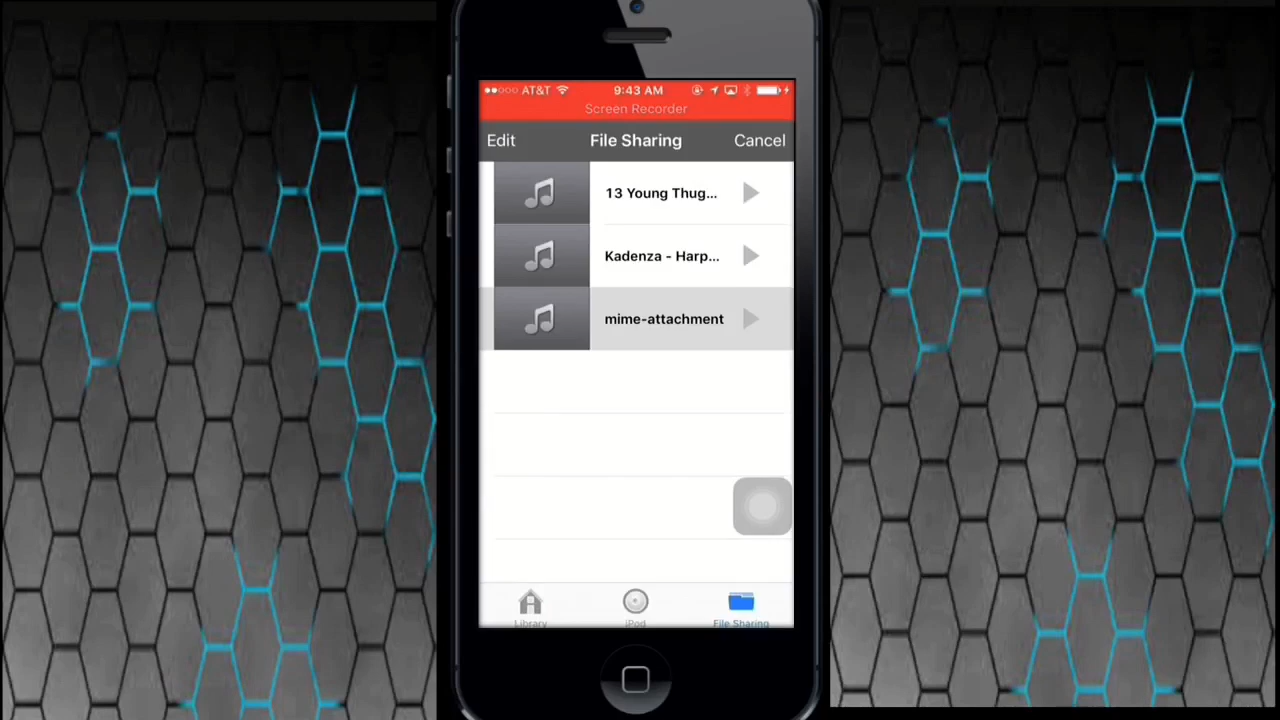 AT&T 9:43 AM
Screen Recorder
Edit File Sharing Cancel
13 Young Thug...
Kadenza - Harp...
mime-attachment
Library iPod File Sharing